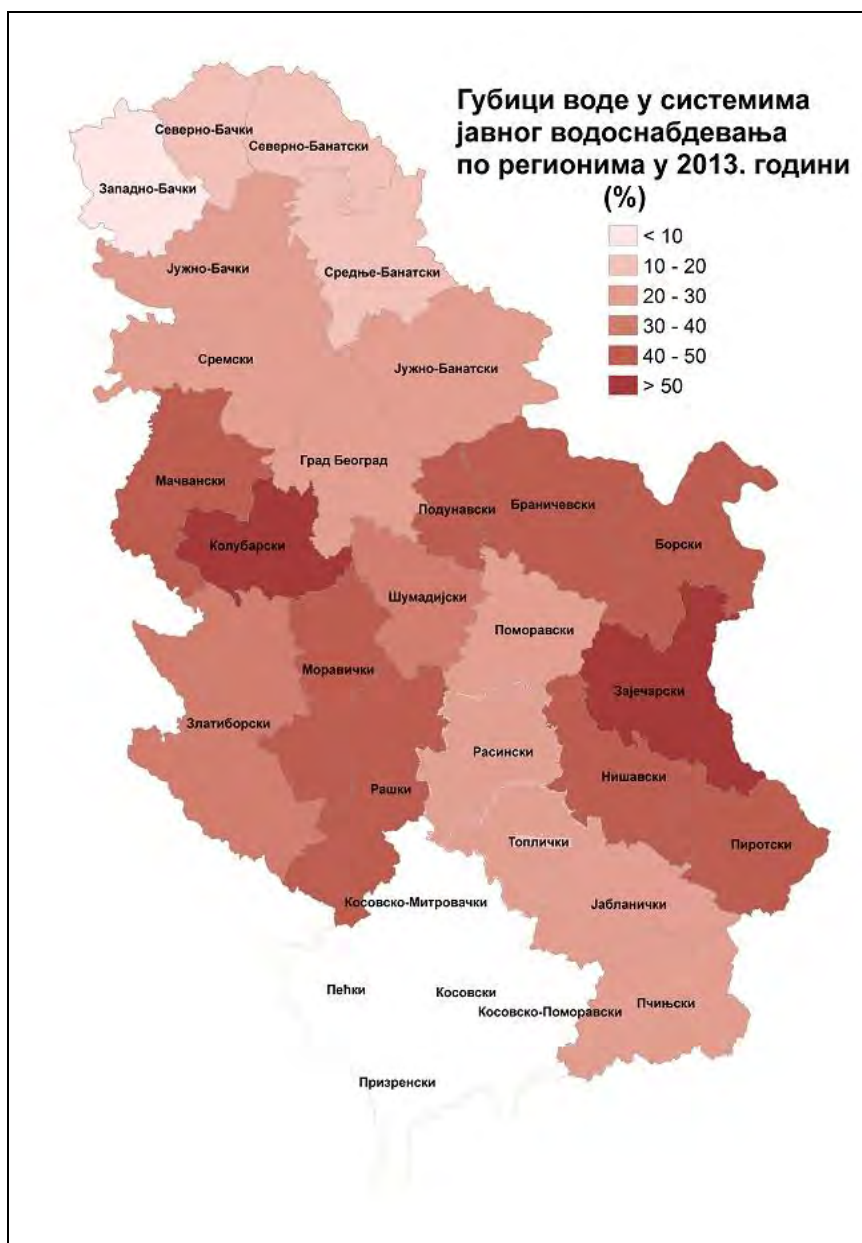 Губици воде у системима
јавног водоснабдевања
по регионима у 2013. години
(%)
< 10
10 - 20
20 - 30
30 - 40
40 - 50
> 50
Северно-Бачки
Северно-Банатски
Западно-Бачки
Јужно-Бачки
Средње-Банатски
Сремски
Јужно-Банатски
Град Београд
Мачвански
Подунавски
Браничевски
Борски
Колубарски
Шумадијски
Поморавски
Моравички
Зајечарски
Златиборски
Расински
Рашки
Нишавски
Топлички
Пиротски
Косовско-Митровачки
Јабланички
Пећки
Косовски
Пчињски
Косовско-Поморавски
Призренски